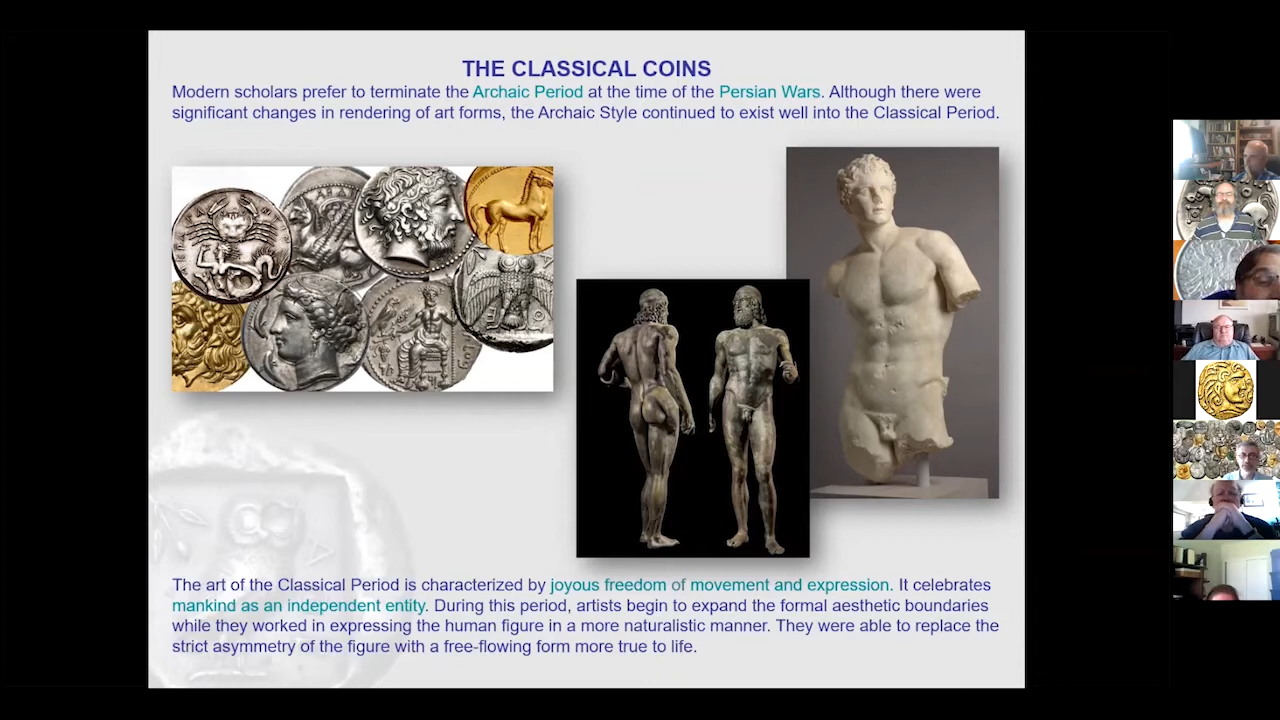 THE CLASSICAL COINS
Modern scholars prefer to terminate the Archaic Period at the time of the Persian Wars. Although there were
significant changes in rendering of art forms, the Archaic Style continued to exist well into the Classical Period.
The art of the Classical Period is characterized by joyous freedom of movement and expression. It celebrates
mankind as an independent entity. During this period, artists begin to expand the formal aesthetic boundaries
while they worked in expressing the human figure in a more naturalistic manner. They were able to replace the
strict asymmetry of the figure with a free-flowing form more true to life.